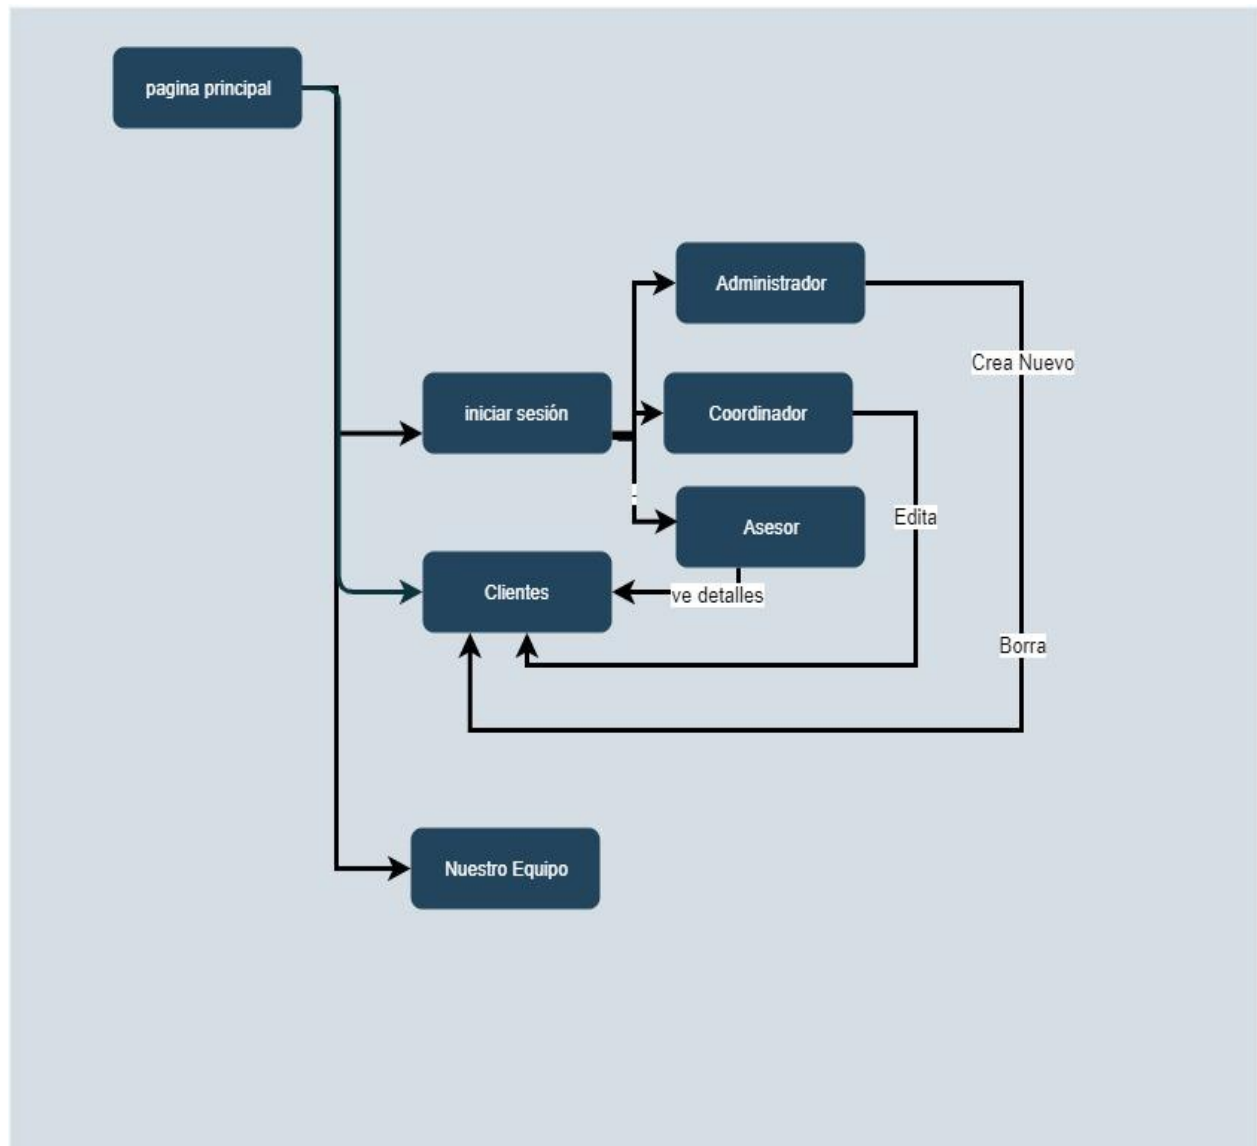 pagina principal
Administrador
Crea Nuevo
iniciar sesión
Coordinador
-
Edita
Asesor
Clientes
ve detalles
Borra
Nuestro Equipo